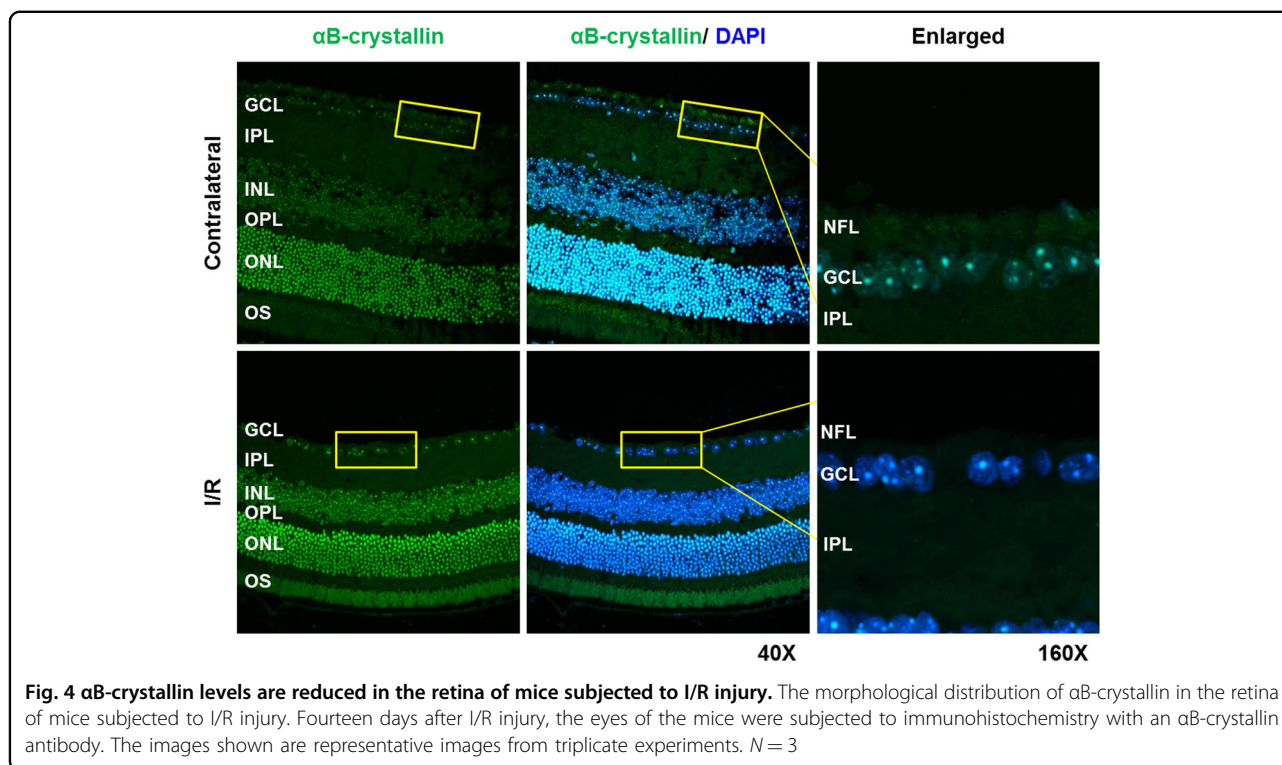 αB-crystallin αB-crystallin/ DAPI Enlarged
Contralateral
GCL
IPL
INL
OPL
ONL
OS
NFL
GCL
IPL
I/R
GCL
IPL
INL
OPL
ONL
OS
NFL
GCL
IPL
40X 160X
Fig. 4 αB-crystallin levels are reduced in the retina of mice subjected to I/R injury. The morphological distribution of αB-crystallin in the retina
of mice subjected to I/R injury. Fourteen days after I/R injury, the eyes of the mice were subjected to immunohistochemistry with an αB-crystallin
antibody. The images shown are representative images from triplicate experiments. N = 3